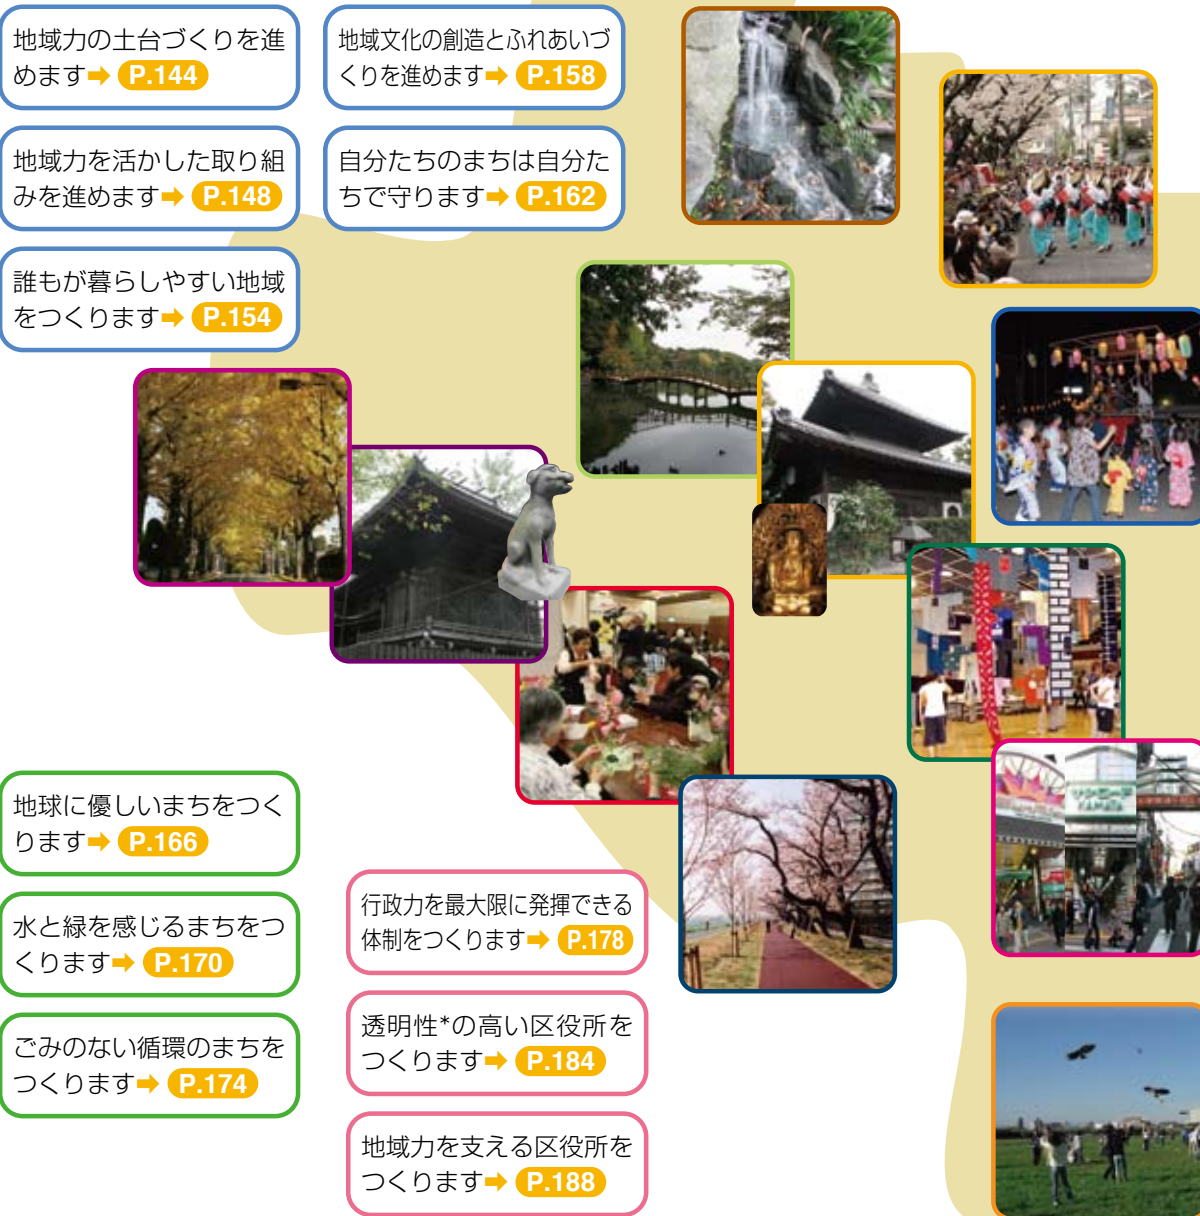 地域力の土台づくりを進
めます➡ P.144
地域力を活かした取り組
みを進めます➡ P.148
誰もが暮らしやすい地域
をつくります➡ P.154
地域文化の創造とふれあいづ
くりを進めます➡ P.158
自分たちのまちは自分た
ちで守ります➡ P.162
地球に優しいまちをつく
ります➡ P.166
水と緑を感じるまちをつ
くります➡ P.170
ごみのない循環のまちを
つくります➡ P.174
行政力を最大限に発揮できる
体制をつくります➡ P.178
透明性*の高い区役所を
つくります➡ P.184
地域力を支える区役所を
つくります➡ P.188